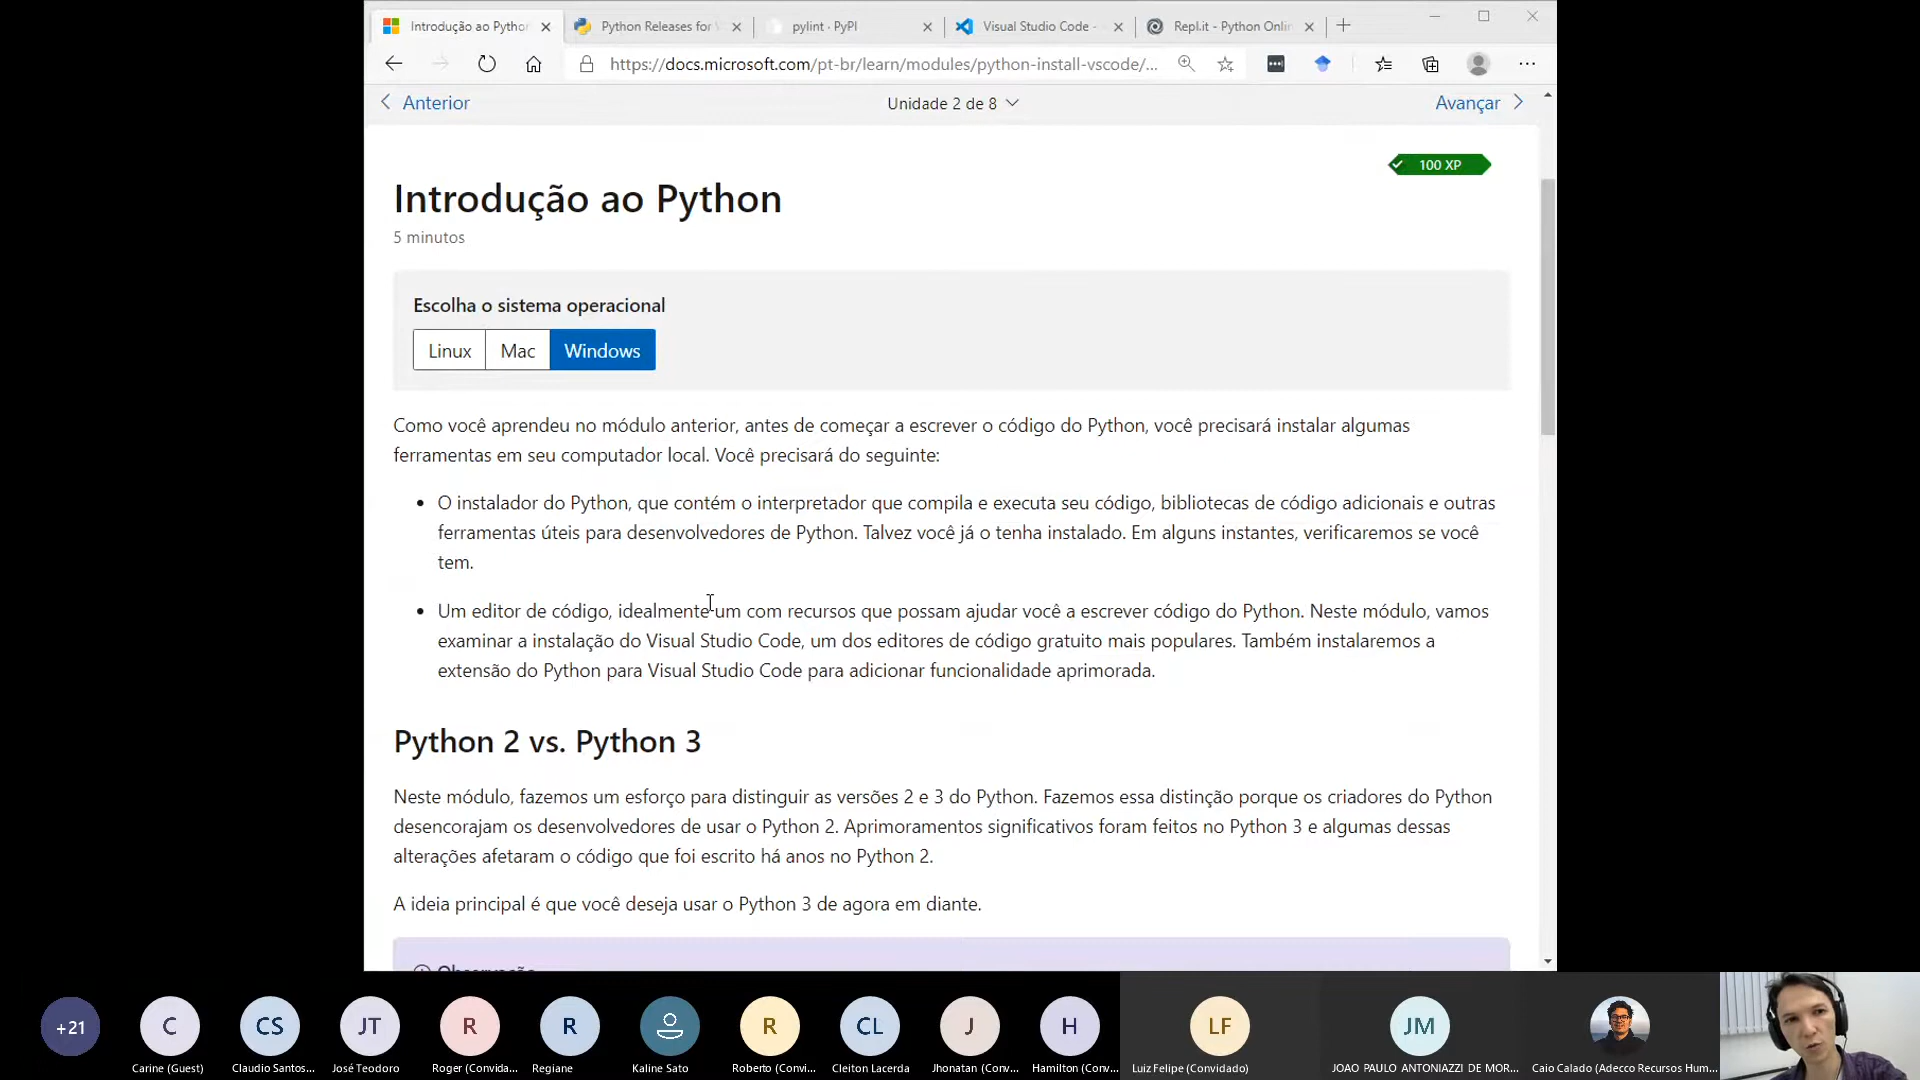 Introdução ao Python
Python Releases for W
pylint · PyPI
Visual Studio Code -
Repl.it - Python Onlin
https://docs.microsoft.com/pt-br/learn/modules/python-install-vscode/...
Anterior
Unidade 2 de 8
Avançar
100 XP
Introdução ao Python
5 minutos
Escolha o sistema operacional
Linux
Mac
Windows
Como você aprendeu no módulo anterior, antes de começar a escrever o código do Python, você precisará instalar algumas
ferramentas em seu computador local. Você precisará do seguinte:
• O instalador do Python, que contém o interpretador que compila e executa seu código, bibliotecas de código adicionais e outras
ferramentas úteis para desenvolvedores de Python. Talvez você já o tenha instalado. Em alguns instantes, verificaremos se você
tem.
• Um editor de código, idealmente um com recursos que possam ajudar você a escrever código do Python. Neste módulo, vamos
examinar a instalação do Visual Studio Code, um dos editores de código gratuito mais populares. Também instalaremos a
extensão do Python para Visual Studio Code para adicionar funcionalidade aprimorada.
Python 2 vs. Python 3
Neste módulo, fazemos um esforço para distinguir as versões 2 e 3 do Python. Fazemos essa distinção porque os criadores do Python
desencorajam os desenvolvedores de usar o Python 2. Aprimoramentos significativos foram feitos no Python 3 e algumas dessas
alterações afetaram o código que foi escrito há anos no Python 2.
A ideia principal é que você deseja usar o Python 3 de agora em diante.
Observação
+21
C
CS
JT
R
R
R
CL
J
H
LF
JM
Carine (Guest)
Claudio Santos...
José Teodoro
Roger (Convida...
Regiane
Kaline Sato
Roberto (Convi...
Cleiton Lacerda
Jhonatan (Conv...
Hamilton (Conv...
Luiz Felipe (Convidado)
JOAO PAULO ANTONIAZZI DE MOR...
Caio Calado (Adecco Recursos Hum...